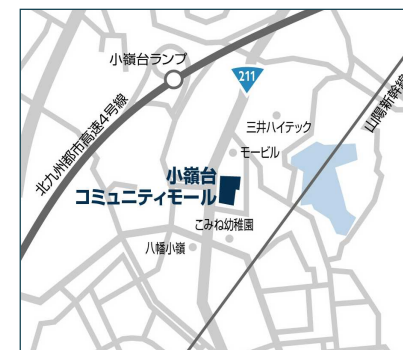 小嶺台ランプ
211
北九州都市高速4号線
山陽新幹線
三井ハイテック
モービル
小嶺台
コミュニティモール
こみね幼稚園
八幡小嶺